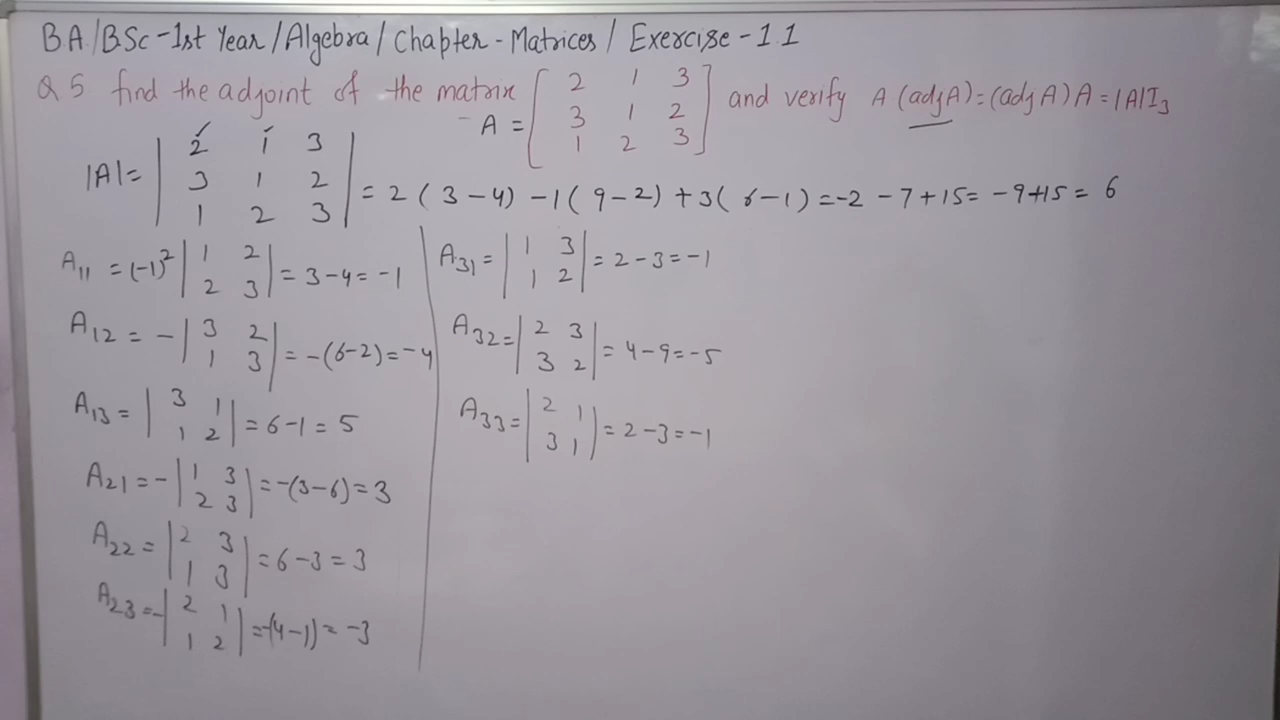 B.A/B.Sc-1st Year/Algebra/Chapter-Matrices/Exercise-1.1
Q 5 find the adjoint of the matrix A = [ 2 1 3 and verify A(adjA)=(adjA)A=|A|I₃
3 1 2
1 2 3 ]
|A|= | 2 1 3
3 1 2
1 2 3 | = 2(3-4) -1(9-2) +3(6-1) =-2 -7+15= -9+15= 6
A₁₁ =(-1)² | 1 2
2 3 | = 3-4= -1
A₁₂ = - | 3 2
1 3 | = -(6-2)= -4
A₁₃ = | 3 1
1 2 | =6-1= 5
A₂₁=- | 1 3
2 3 | =-(3-6)= 3
A₂₂ = | 2 3
1 3 | =6-3=3
A₂₃=- | 2 1
1 2 | =-(4-1)= -3
A₃₁= | 1 3
1 2 | =2-3=-1
A₃₂= | 2 3
3 2 | =4-9=-5
A₃₃= | 2 1
3 1 | =2-3=-1